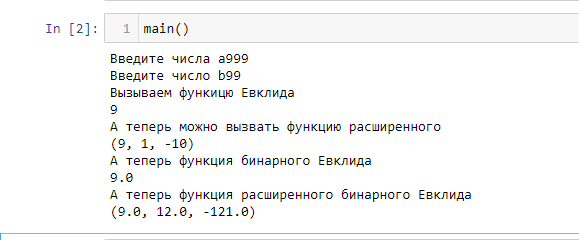 In [2]: 1 main()
Введите числа a999
Введите число b99
Вызываем функицю Евклида
9
А теперь можно вызвать функцию расширенного
(9, 1, -10)
А теперь функция бинарного Евклида
9.0
А теперь функция расширенного бинарного Евклида
(9.0, 12.0, -121.0)